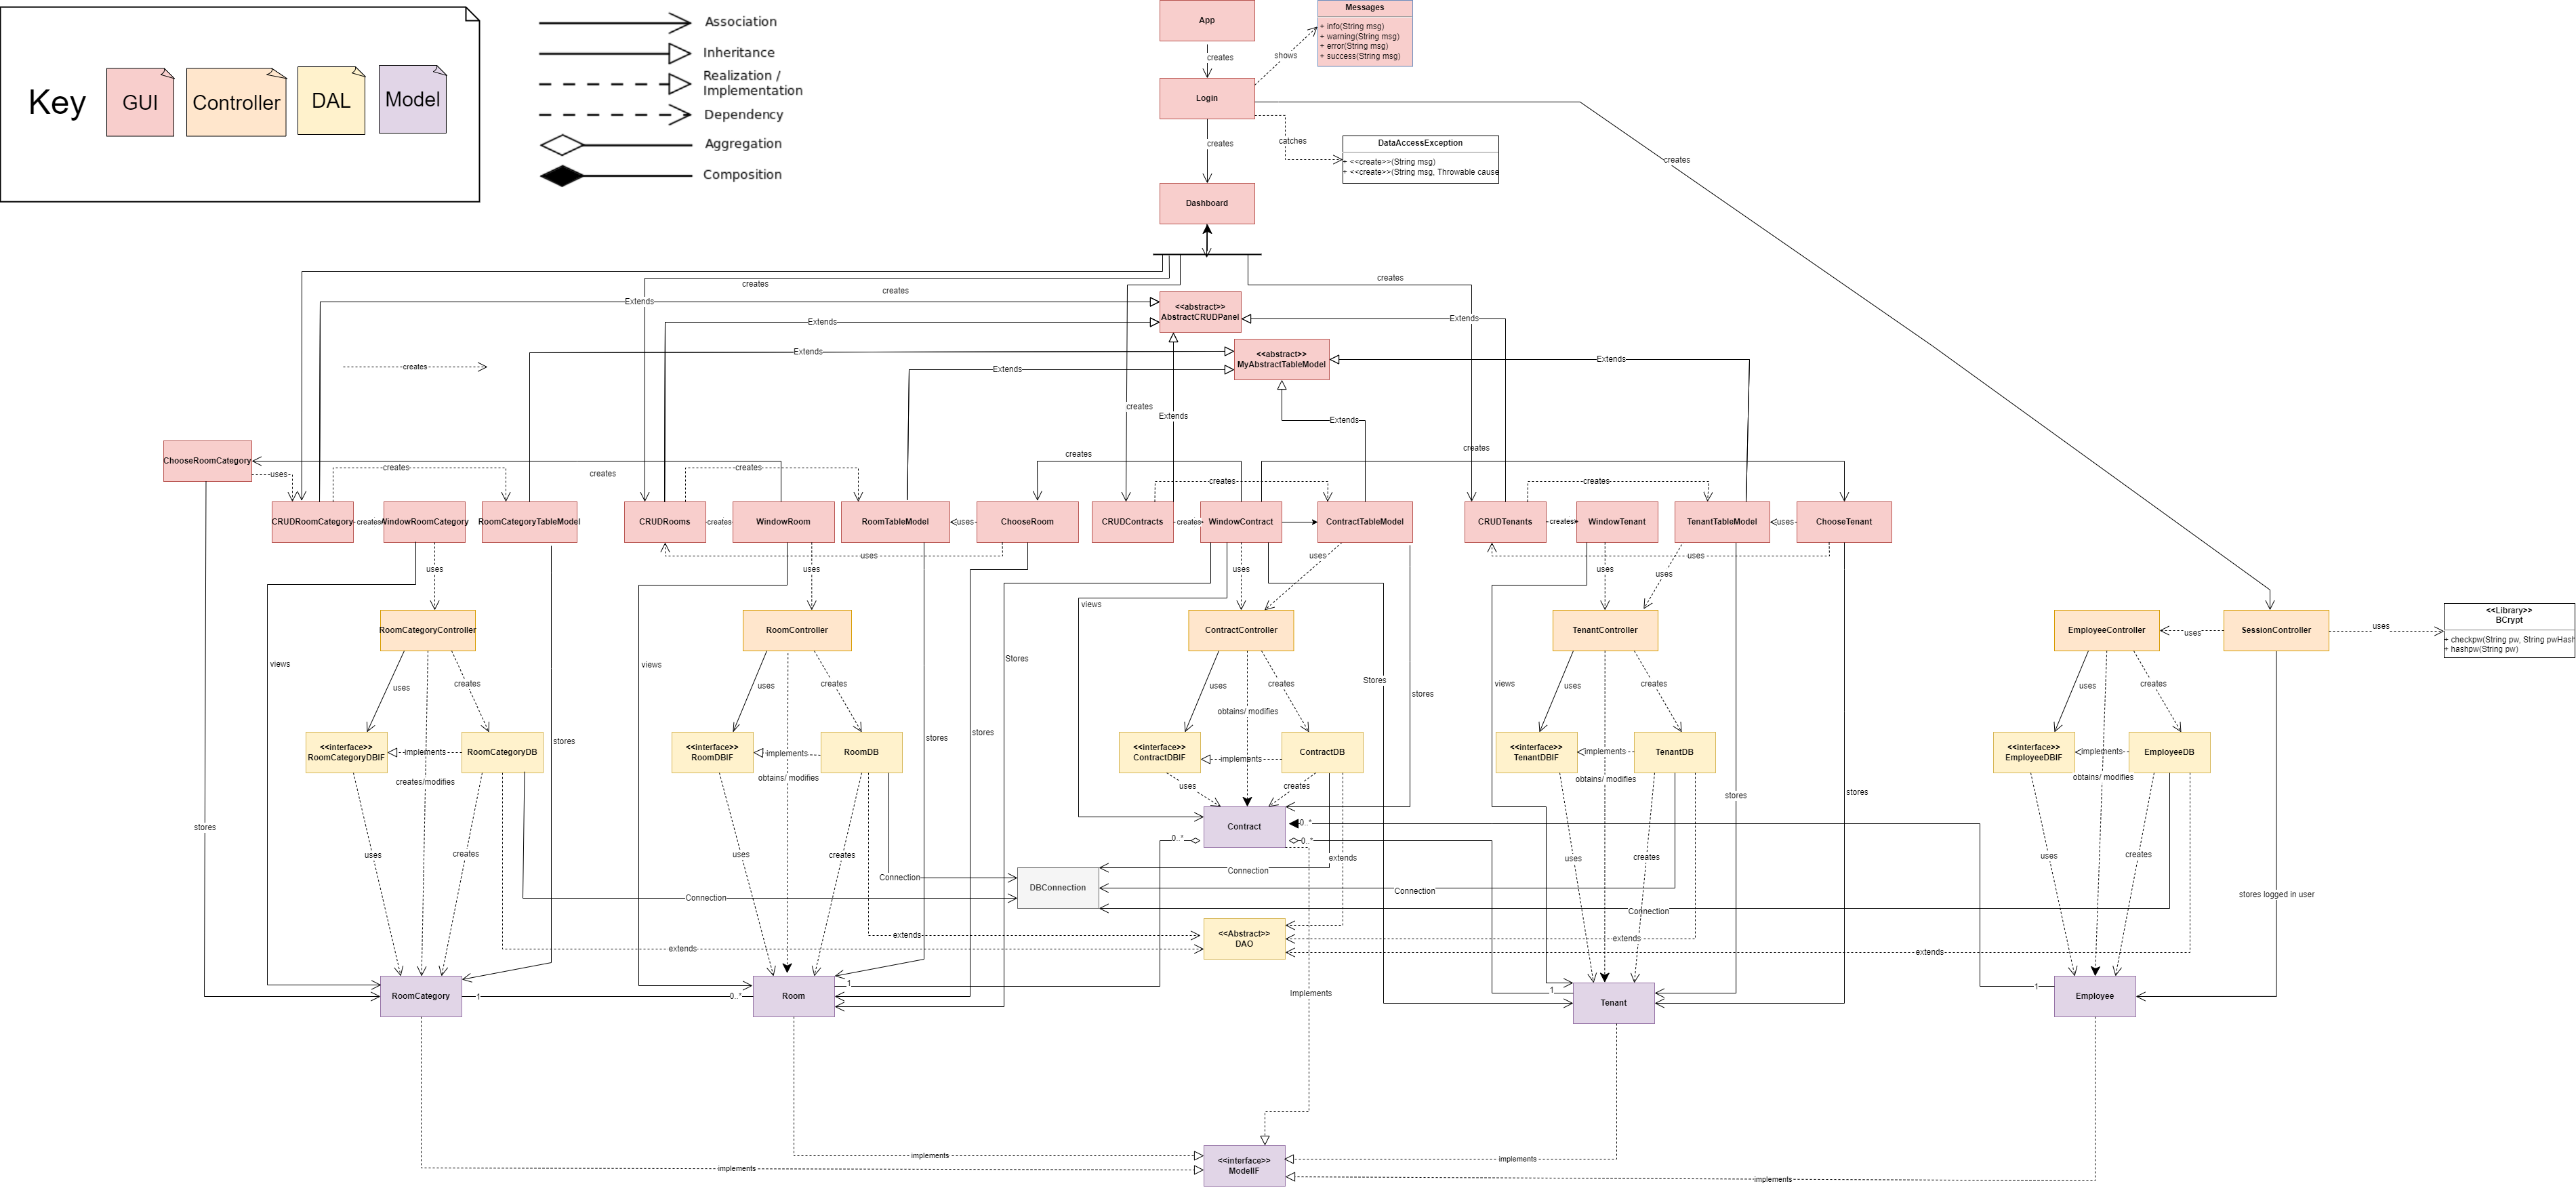 Key
GUI
Controller
DAL
Model
Association
Inheritance
Realization /
Implementation
Dependency
Aggregation
Composition
App
Messages
+ info(String msg)
+ warning(String msg)
+ error(String msg)
+ success(String msg)
creates
shows
Login
creates
catches
DataAccessException
+ <<create>>(String msg)
+ <<create>>(String msg, Throwable cause
creates
Dashboard
creates
creates
creates
Extends
<<abstract>>
AbstractCRUDPanel
Extends
Extends
<<abstract>>
MyAbstractTableModel
Extends
Extends
Extends
creates
creates
Extends
Extends
ChooseRoomCategory
uses
creates
creates
creates
creates
creates
creates
creates
creates
CRUDRoomCategory
creates
WindowRoomCategory
RoomCategoryTableModel
CRUDRooms
creates
WindowRoom
RoomTableModel
uses
ChooseRoom
CRUDContracts
creates
WindowContract
ContractTableModel
CRUDTenants
creates
WindowTenant
TenantTableModel
uses
ChooseTenant
uses
uses
uses
uses
uses
uses
uses
uses
views
RoomCategoryController
RoomController
ContractController
TenantController
EmployeeController
uses
SessionController
uses
<<Library>>
BCrypt
+ checkpw(String pw, String pwHash
+ hashpw(String pw)
views
views
Stores
Stores
stores
views
uses
creates
uses
creates
uses
creates
uses
creates
uses
creates
obtains/ modifies
<<interface>>
RoomCategoryDBIF
implements
RoomCategoryDB
stores
<<interface>>
RoomDBIF
implements
RoomDB
stores
stores
<<interface>>
ContractDBIF
implements
ContractDB
<<interface>>
TenantDBIF
implements
TenantDB
<<interface>>
EmployeeDBIF
implements
EmployeeDB
creates/modifies
obtains/ modifies
obtains/ modifies
obtains/ modifies
uses
creates
stores
stores
stores
Contract
0..*
0..*
0..*
uses
creates
uses
creates
extends
uses
creates
uses
creates
DBConnection
Connection
Connection
Connection
Connection
Connection
stores logged in user
<<Abstract>>
DAO
extends
extends
extends
extends
Implements
RoomCategory
1
0..*
Room
1
1
Tenant
1
Employee
implements
implements
<<interface>>
ModelIF
implements
implements